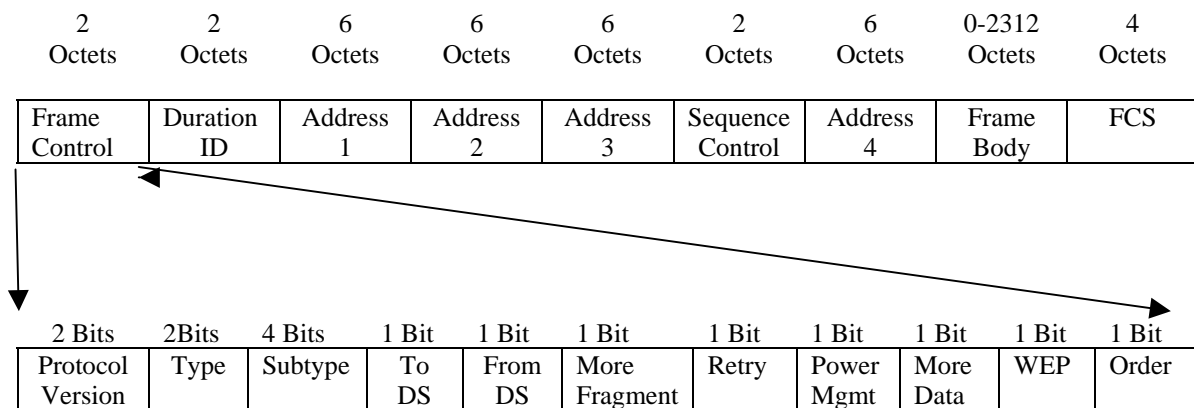 2 2 6 6 6 2 6 0-2312 4
Octets Octets Octets Octets Octets Octets Octets Octets Octets
Frame Duration Address Address Address Sequence Address Frame FCS
Control ID 1 2 3 Control 4 Body
2 Bits 2Bits 4 Bits 1 Bit 1 Bit 1 Bit 1 Bit 1 Bit 1 Bit 1 Bit 1 Bit
Protocol Type Subtype To From More Retry Power More WEP Order
Version DS DS Fragment Mgmt Data